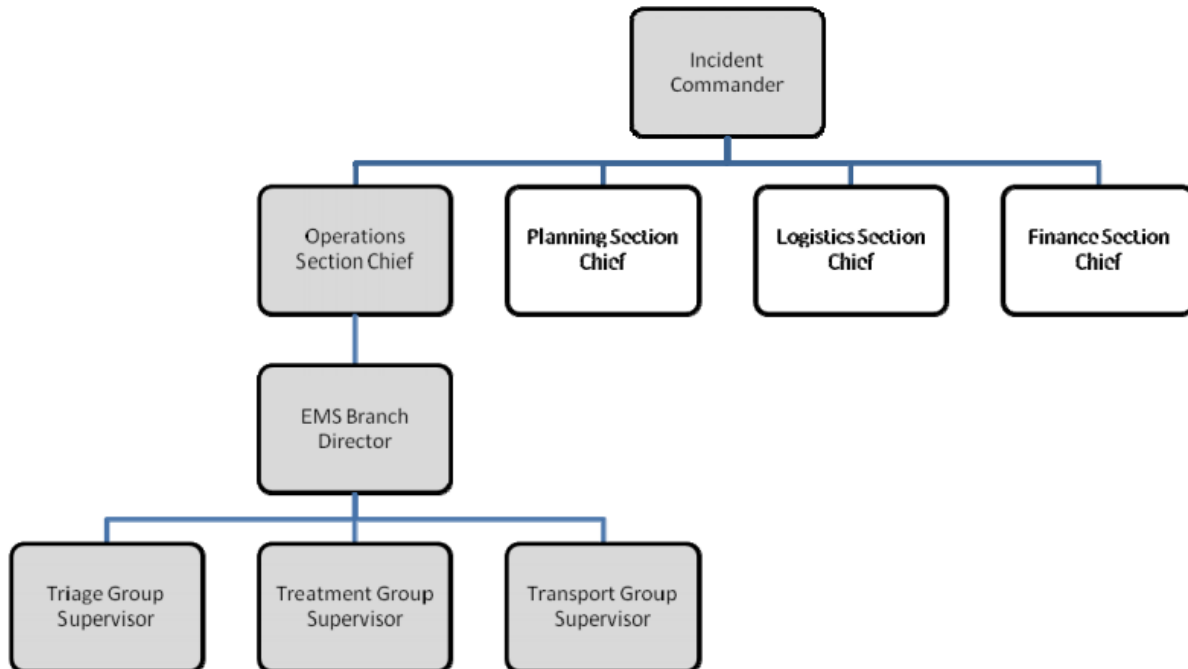 Incident
Commander
Operations
Section Chief
Planning Section
Chief
Logistics Section
Chief
Finance Section
Chief
EMS Branch
Director
Triage Group
Supervisor
Treatment Group
Supervisor
Transport Group
Supervisor